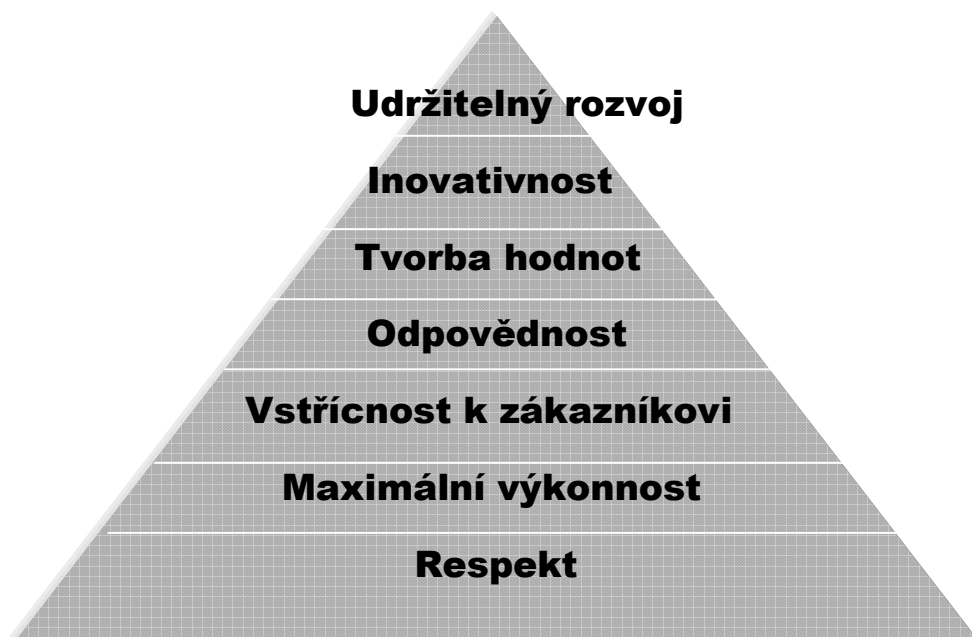 Udržitelný rozvoj
Inovativnost
Tvorba hodnot
Odpovědnost
Vstřícnost k zákazníkovi
Maximální výkonnost
Respekt